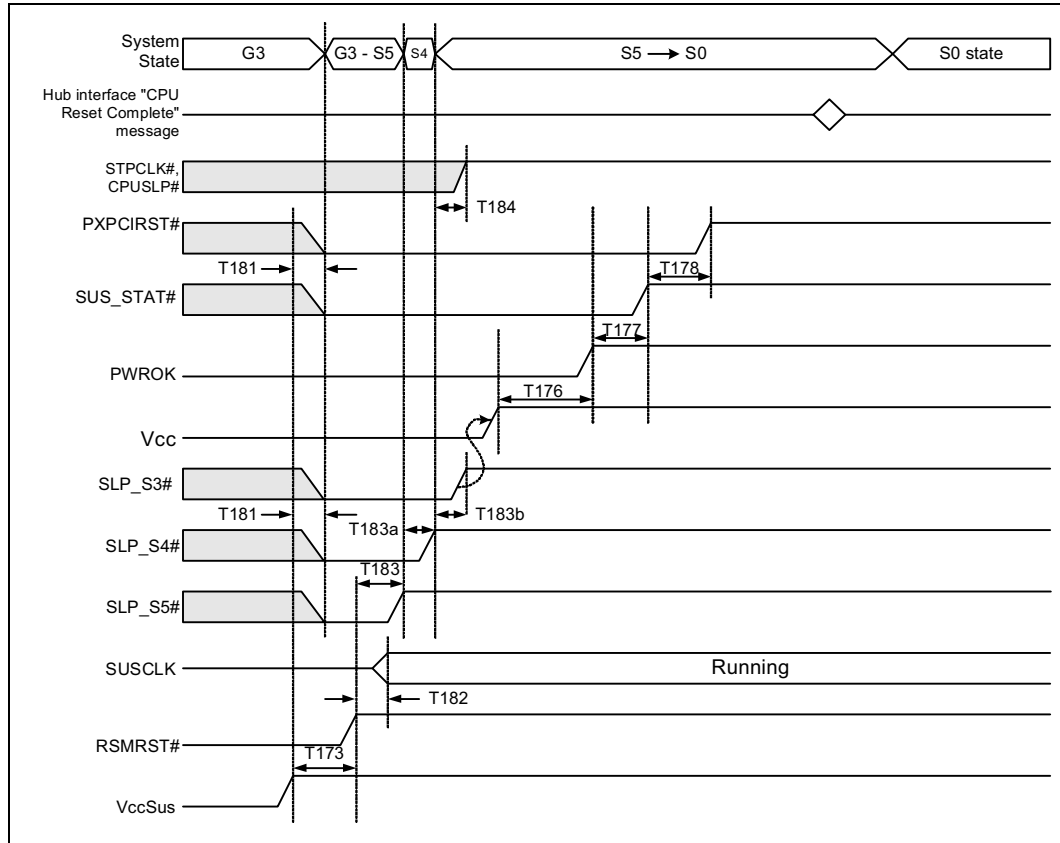 System
State
G3
G3 - S5
S4
S5 → S0
S0 state
Hub interface "CPU
Reset Complete"
message
STPCLK#,
CPUSLP#
T184
PXPCIRST#
T181
T178
SUS_STAT#
T177
PWROK
T176
Vcc
SLP_S3#
T181
T183a
T183b
SLP_S4#
T183
SLP_S5#
SUSCLK
Running
T182
RSMRST#
T173
VccSus